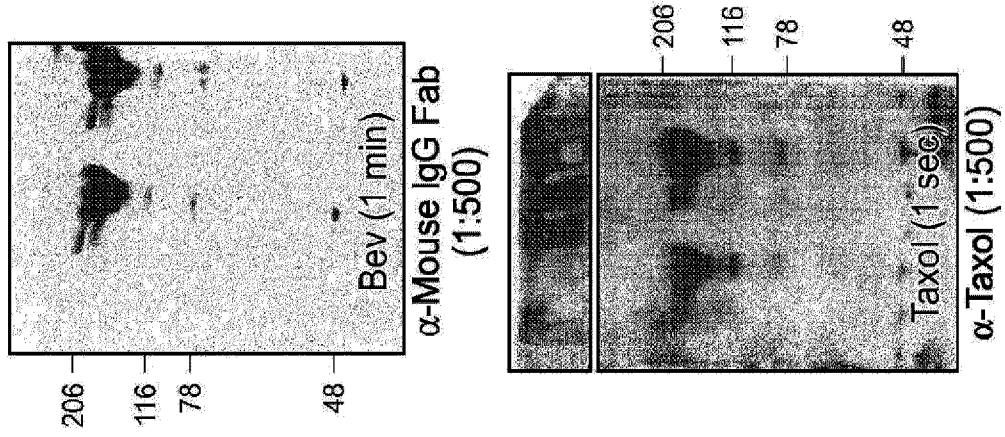 206
116
78
48
Bev (1 min)
α-Mouse IgG Fab
(1:500)
206
116
78
48
Taxol (1 sec)
α-Taxol (1:500)